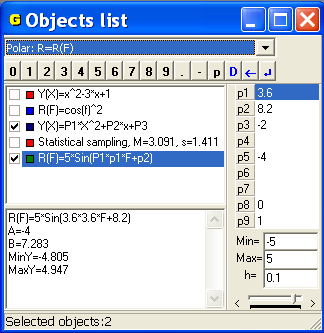 G Objects list
Polar: R=R(F)
0 1 2 3 4 5 6 7 8 9 . - p D ← ↲
Y(X)=x^2-3*x+1
R(F)=cos(f)^2
Y(X)=P1*X^2+P2*x+P3
Statistical sampling, M=3.091, s=1.411
R(F)=5*Sin(P1*p1*F+p2)
p1 3.6
p2 8.2
p3 -2
p4
p5 -4
p6
p7
p8 0
p9 1
R(F)=5*Sin(3.6*3.6*F+8.2)
A=-4
B=7.283
MinY=-4.805
MaxY=4.947
Min= -5
Max= 5
h= 0.1
< >
Selected objects:2